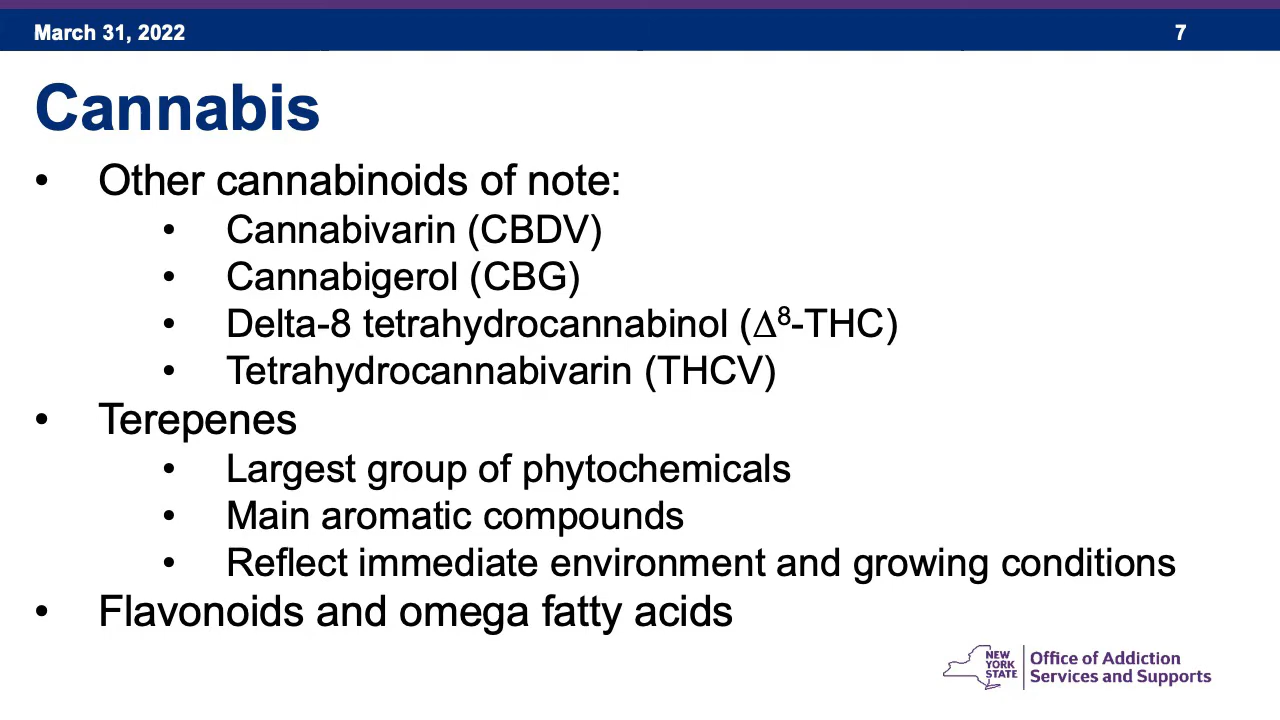 March 31, 2022
7
Cannabis
• Other cannabinoids of note:
• Cannabivarin (CBDV)
• Cannabigerol (CBG)
• Delta-8 tetrahydrocannabinol (Δ⁸-THC)
• Tetrahydrocannabivarin (THCV)
• Terepenes
• Largest group of phytochemicals
• Main aromatic compounds
• Reflect immediate environment and growing conditions
• Flavonoids and omega fatty acids
NEW
YORK
STATE
Office of Addiction
Services and Supports